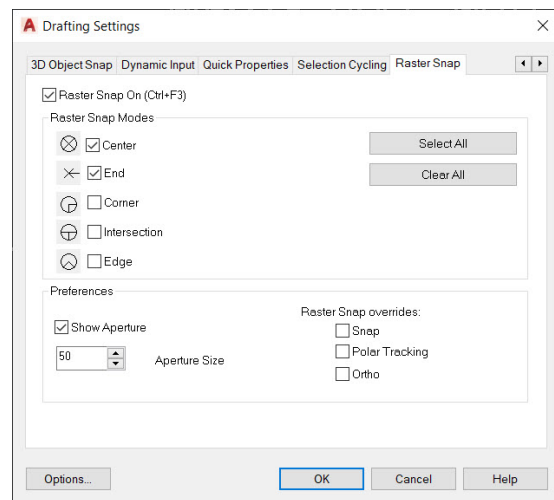 A Drafting Settings
3D Object Snap Dynamic Input Quick Properties Selection Cycling Raster Snap
Raster Snap On (Ctrl+F3)
Raster Snap Modes
Center
End
Corner
Intersection
Edge
Select All
Clear All
Preferences
Show Aperture
50 Aperture Size
Raster Snap overrides:
Snap
Polar Tracking
Ortho
Options... OK Cancel Help